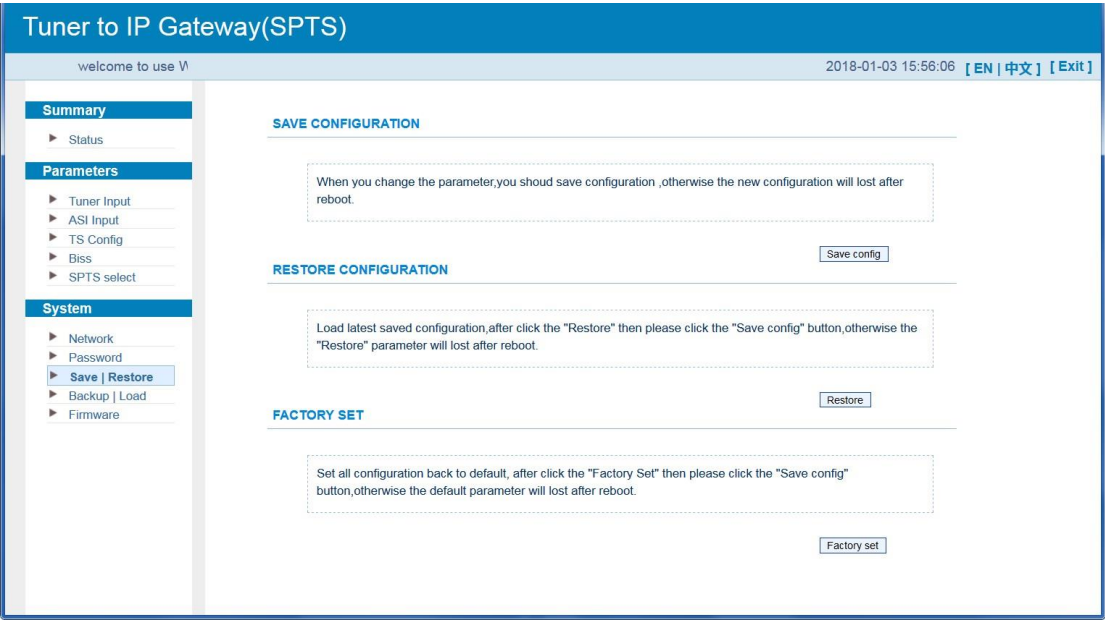 Tuner to IP Gateway(SPTS)
welcome to use
2018-01-03 15:56:06 [ EN | 中文 ] [ Exit ]
Summary
Status
Parameters
Tuner Input
ASI Input
TS Config
Biss
SPTS select
System
Network
Password
Save | Restore
Backup | Load
Firmware
SAVE CONFIGURATION
When you change the parameter,you shoud save configuration ,otherwise the new configuration will lost after
reboot.
Save config
RESTORE CONFIGURATION
Load latest saved configuration,after click the "Restore" then please click the "Save config" button,otherwise the
"Restore" parameter will lost after reboot.
Restore
FACTORY SET
Set all configuration back to default, after click the "Factory Set" then please click the "Save config"
button,otherwise the default parameter will lost after reboot.
Factory set